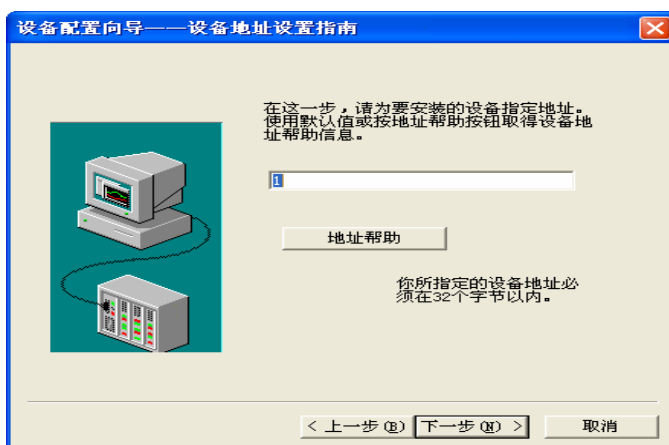 设备配置向导——设备地址设置指南
在这一步，请为要安装的设备指定地址。
使用默认值或按地址帮助按钮取得设备地
址帮助信息。
1
地址帮助
你所指定的设备地址必
须在32个字节以内。
< 上一步(B) 下一步(N) > 取消